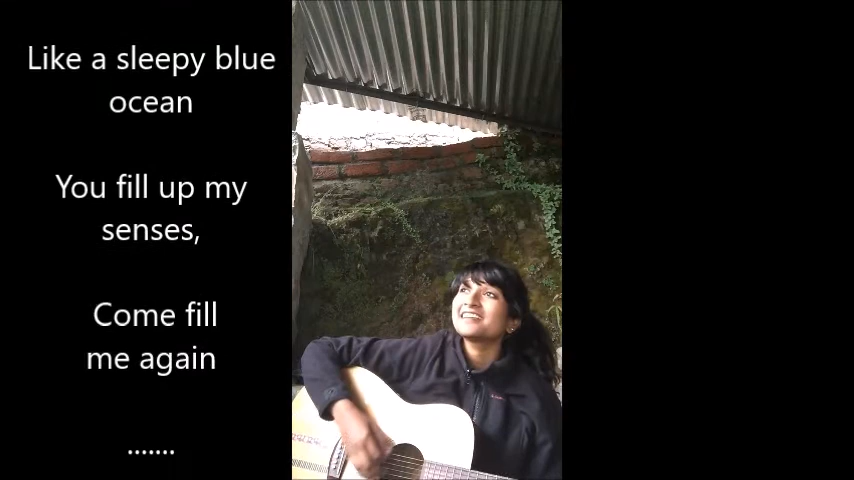 Like a sleepy blue
ocean
You fill up my
senses,
Come fill
me again
.......